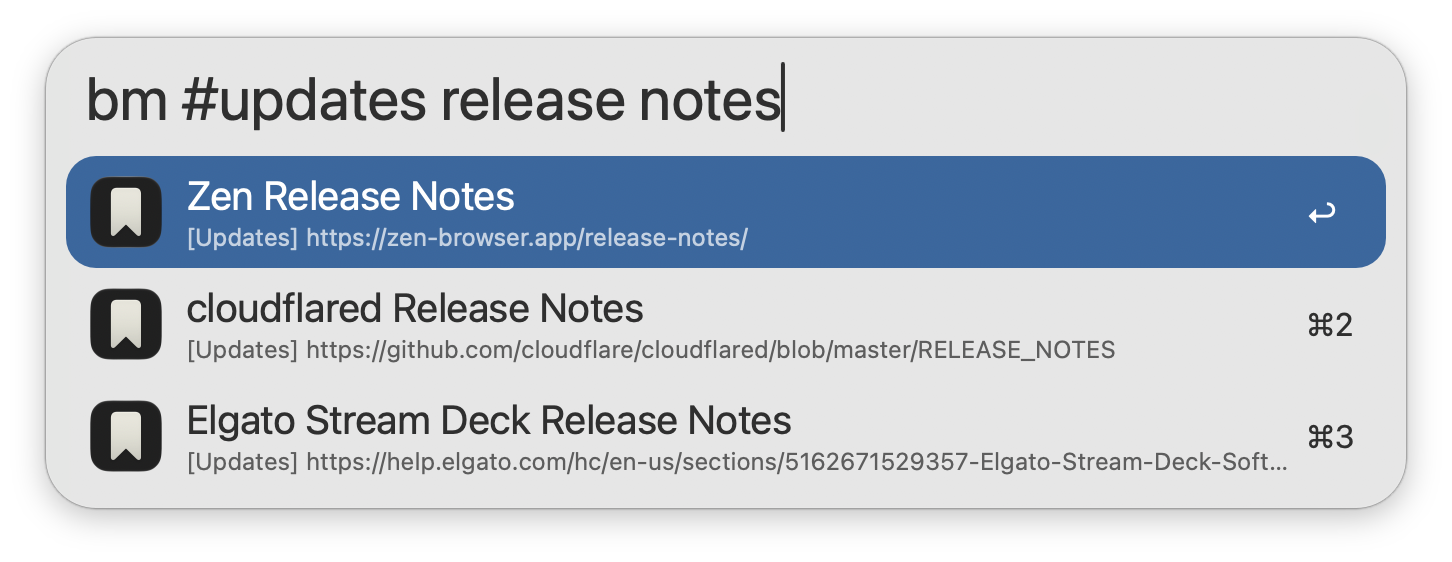 bm #updates release notes
Zen Release Notes
[Updates] https://zen-browser.app/release-notes/
cloudflared Release Notes
⌘2
[Updates] https://github.com/cloudflare/cloudflared/blob/master/RELEASE_NOTES
Elgato Stream Deck Release Notes
⌘3
[Updates] https://help.elgato.com/hc/en-us/sections/5162671529357-Elgato-Stream-Deck-Soft...